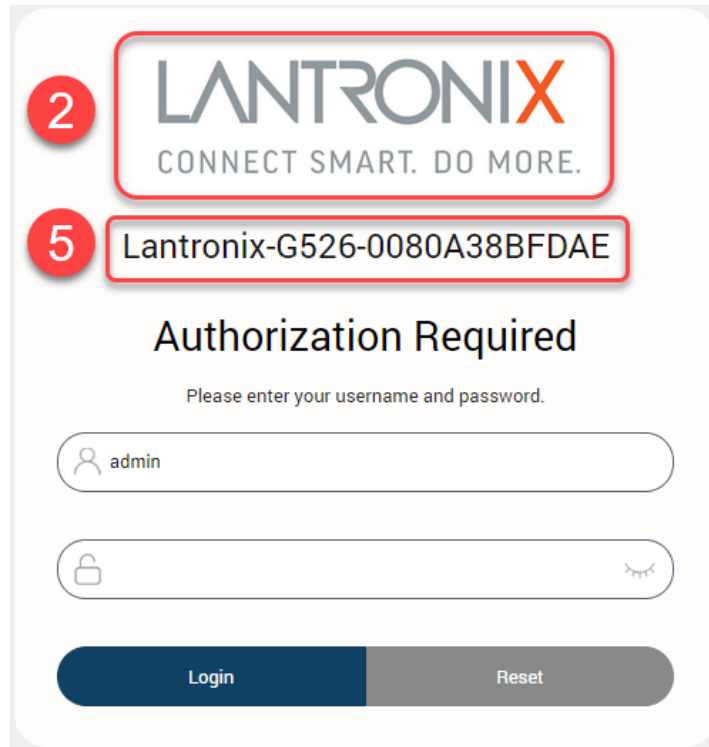 2
LANTRONIX
CONNECT SMART. DO MORE.
5
Lantronix-G526-0080A38BFDAE
Authorization Required
Please enter your username and password.
admin
Login
Reset